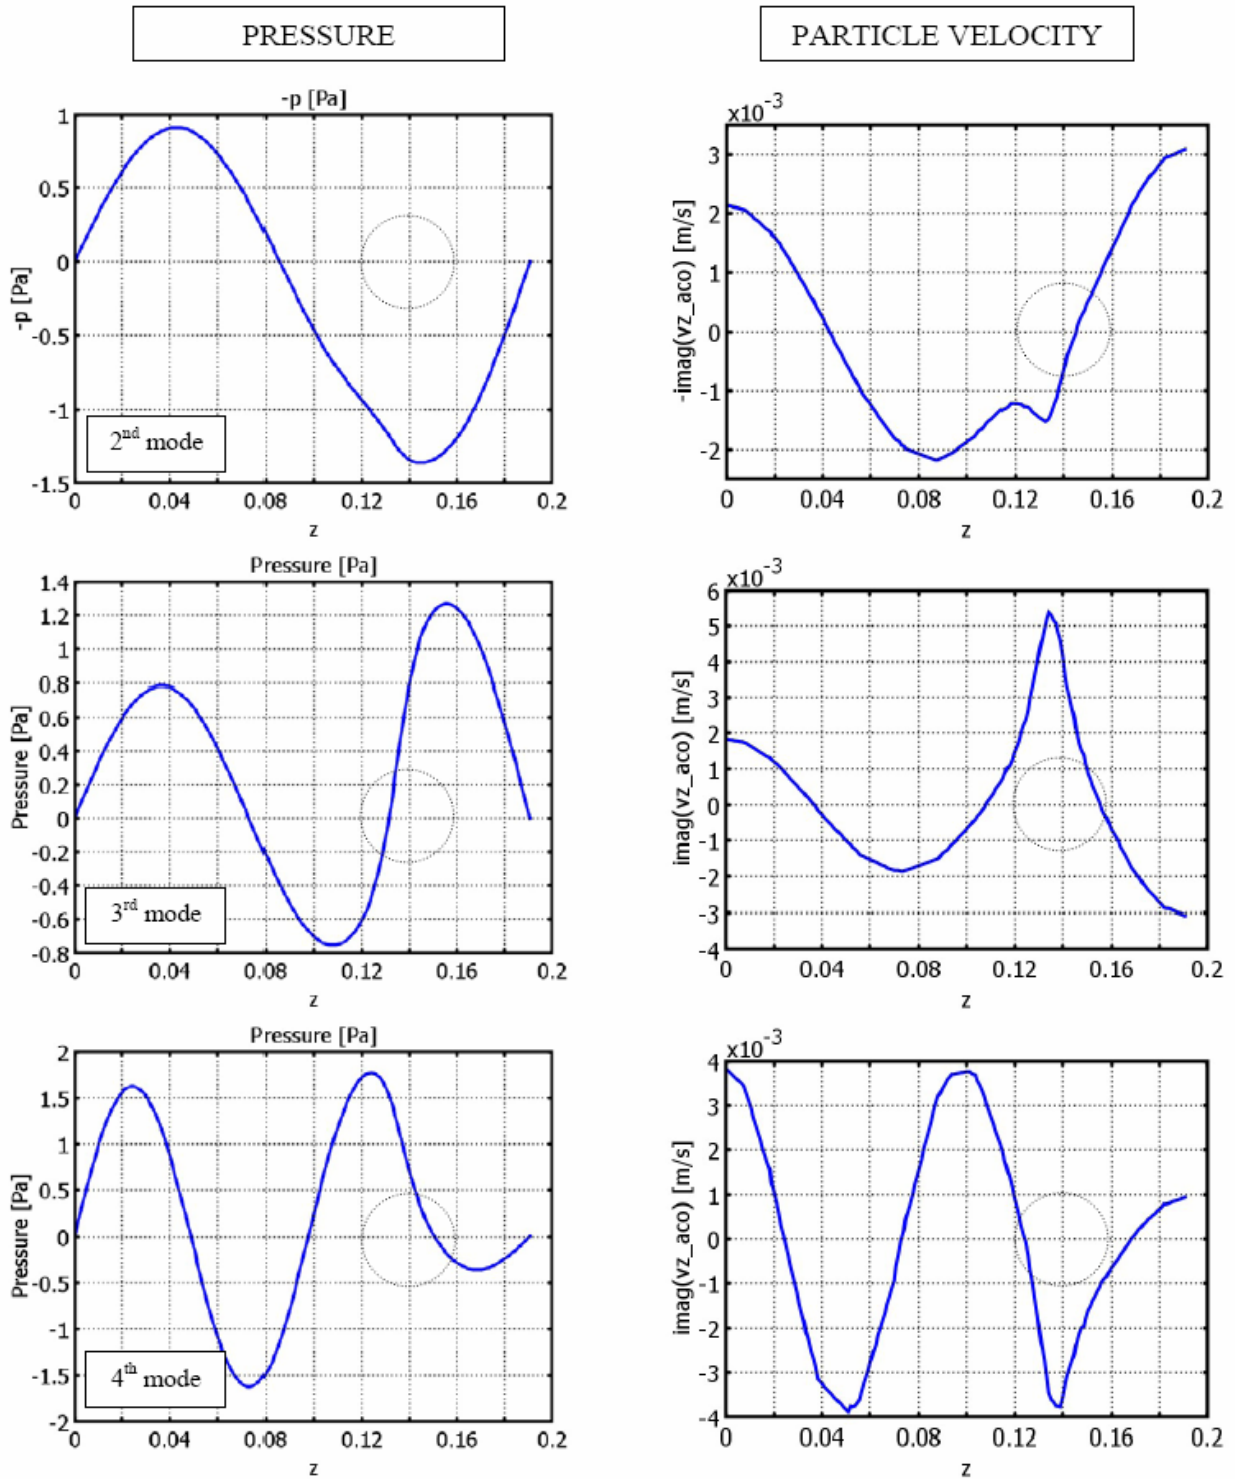 PRESSURE
PARTICLE VELOCITY
-p [Pa]
1
0.5
0
-0.5
-1
-1.5
-p [Pa]
2nd mode
0 0.04 0.08 0.12 0.16 0.2
z
x10-3
3
2
1
0
-1
-2
-imag(vz_aco) [m/s]
0 0.04 0.08 0.12 0.16 0.2
z
Pressure [Pa]
1.4
1.2
1
0.8
0.6
0.4
0.2
0
-0.2
-0.4
-0.6
-0.8
Pressure [Pa]
3rd mode
0 0.04 0.08 0.12 0.16 0.2
z
x10-3
6
5
4
3
2
1
0
-1
-2
-3
-4
imag(vz_aco) [m/s]
0 0.04 0.08 0.12 0.16 0.2
z
Pressure [Pa]
2
1.5
1
0.5
0
-0.5
-1
-1.5
-2
Pressure [Pa]
4th mode
0 0.04 0.08 0.12 0.16 0.2
z
x10-3
4
3
2
1
0
-1
-2
-3
-4
imag(vz_aco) [m/s]
0 0.04 0.08 0.12 0.16 0.2
z